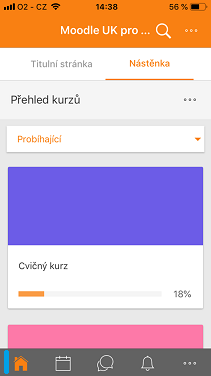 O2 - CZ 14:38 56 %
Moodle UK pro ...
Titulní stránka Nástěnka
Přehled kurzů
Probíhající
Cvičný kurz
18%